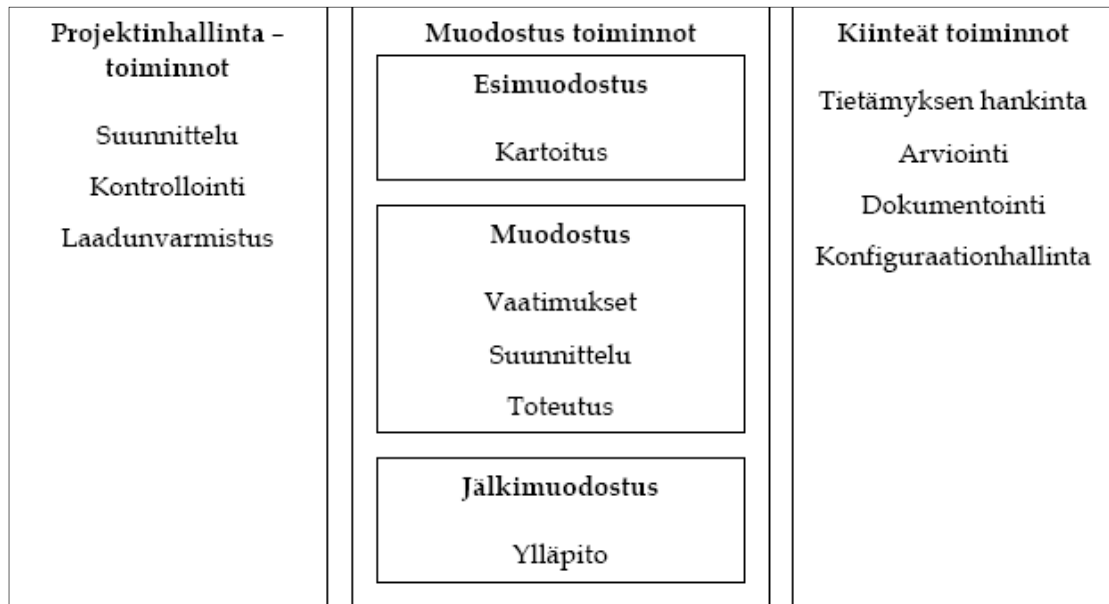 Projektinhallinta –
toiminnot
Suunnittelu
Kontrollointi
Laadunvarmistus
Muodostus toiminnot
Esimuodostus
Kartoitus
Muodostus
Vaatimukset
Suunnittelu
Toteutus
Jälkimuodostus
Ylläpito
Kiinteät toiminnot
Tietämyksen hankinta
Arviointi
Dokumentointi
Konfiguraationhallinta